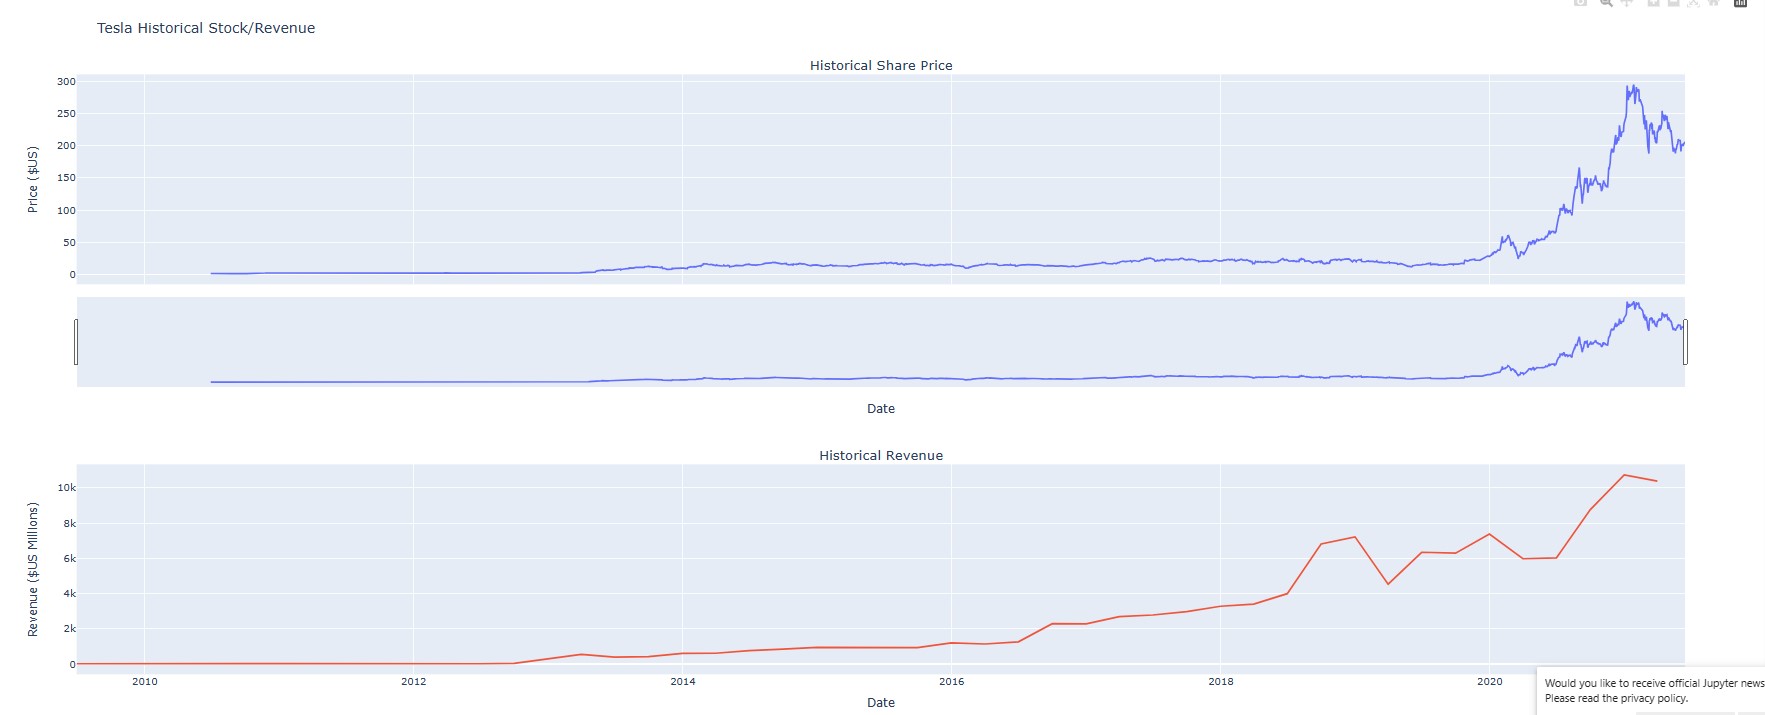 Tesla Historical Stock/Revenue
Historical Share Price
300
250
200
150
100
50
0
Price ($US)
Date
Historical Revenue
10k
8k
6k
4k
2k
0
Revenue ($US Millions)
2010 2012 2014 2016 2018 2020
Date
Would you like to receive official Jupyter news
Please read the privacy policy.